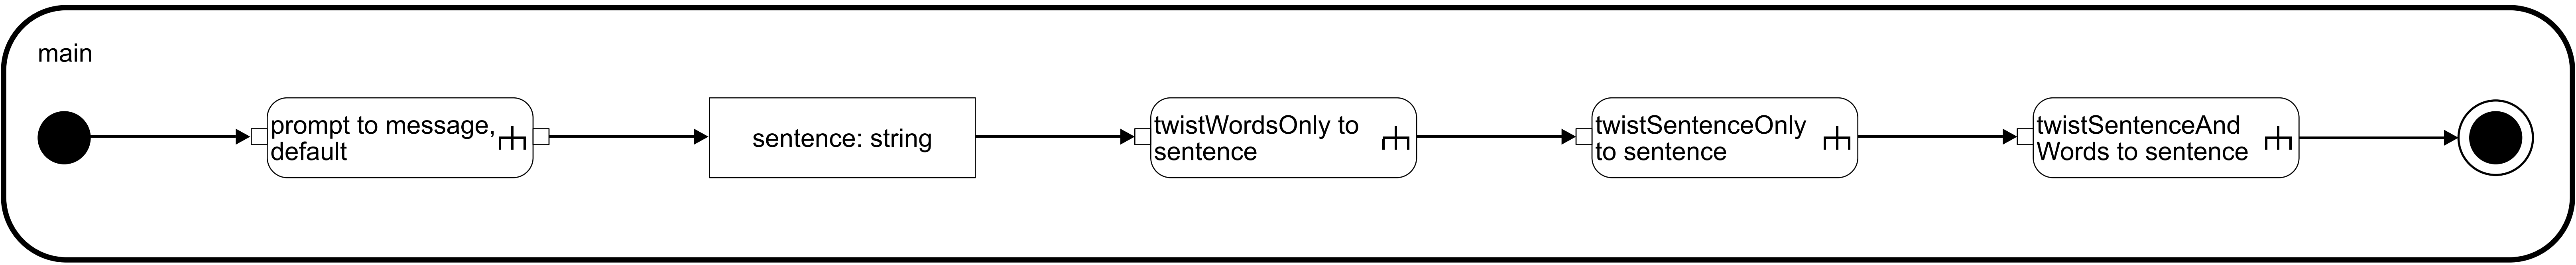 main
prompt to message,
default
sentence: string
twistWordsOnly to
sentence
twistSentenceOnly
to sentence
twistSentenceAnd
Words to sentence